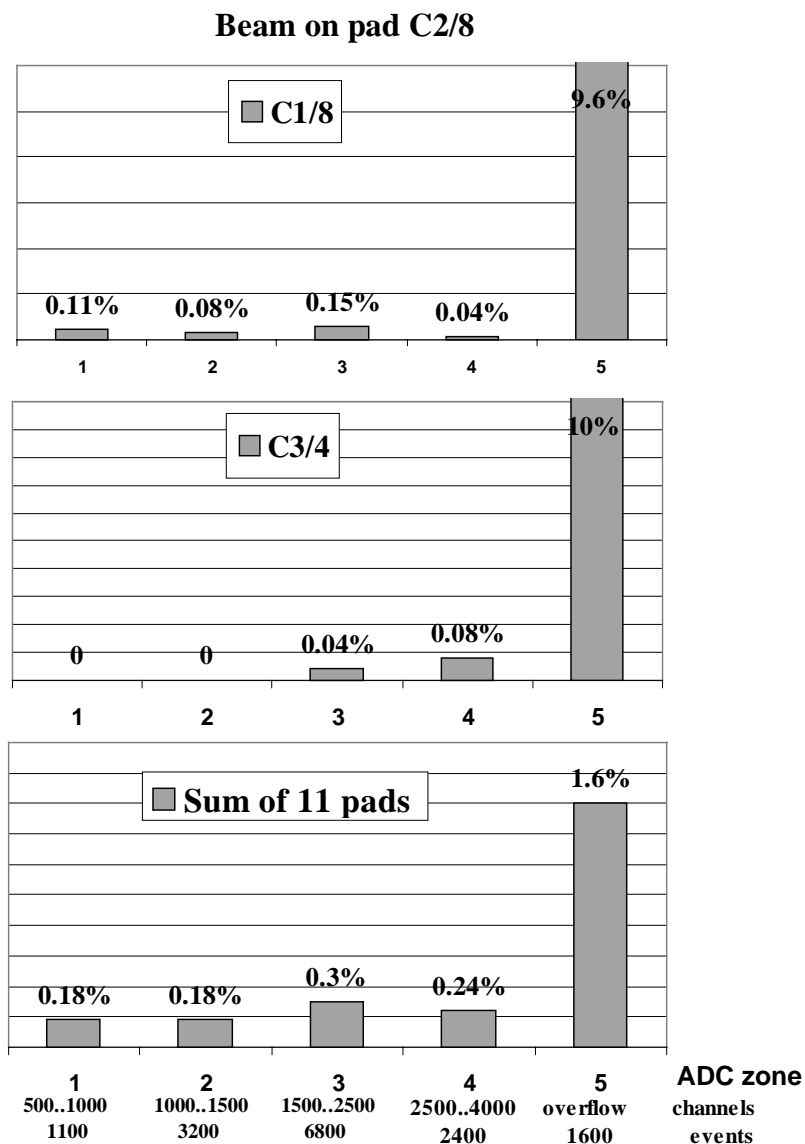 Beam on pad C2/8
C1/8
9.6%
0.11%
0.08%
0.15%
0.04%
1 2 3 4 5
C3/4
10%
0 0 0.04% 0.08%
1 2 3 4 5
Sum of 11 pads
1.6%
0.18% 0.18% 0.3% 0.24%
1 2 3 4 5 ADC zone
500..1000 1000..1500 1500..2500 2500..4000 overflow channels
1100 3200 6800 2400 1600 events